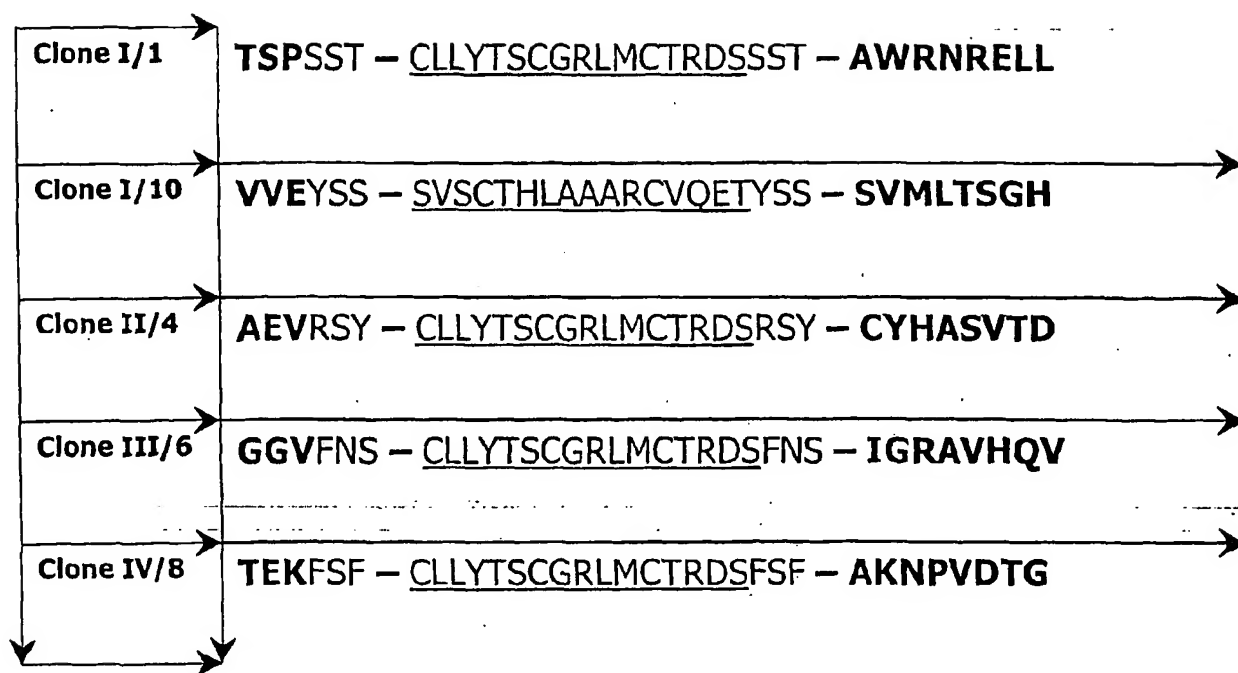 Clone I/1 TSPSST – CLLYTSCGRLMCTRDSSST – AWRNRELL
Clone I/10 VVEYSS – SVSCTHLAAARCVQETYSS – SVMLTSGH
Clone II/4 AEVRSY – CLLYTSCGRLMCTRDSRSY – CYHASVTD
Clone III/6 GGVFNS – CLLYTSCGRLMCTRDSFNS – IGRAVHQV
Clone IV/8 TEKFSF – CLLYTSCGRLMCTRDSFSF – AKNPVDTG